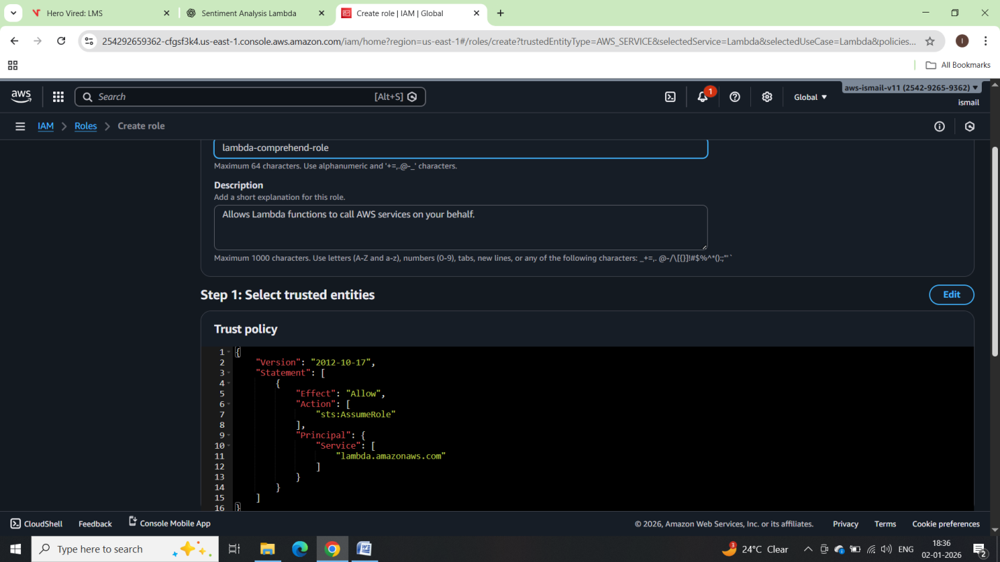 Hero Vired: LMS
Sentiment Analysis Lambda
Create role | IAM | Global
254292659362-cfgsf3k4.us-east-1.console.aws.amazon.com/iam/home?region=us-east-1#/roles/create?trustedEntityType=AWS_SERVICE&selectedService=Lambda&selectedUseCase=Lambda&policies...
I
All Bookmarks
aws
Search
[Alt+S]
1
Global
aws-ismail-v11 (2542-9265-9362)
ismail
IAM
Roles
Create role
lambda-comprehend-role
Maximum 64 characters. Use alphanumeric and '+=,.@-_' characters.
Description
Add a short explanation for this role.
Allows Lambda functions to call AWS services on your behalf.
Maximum 1000 characters. Use letters (A-Z and a-z), numbers (0-9), tabs, new lines, or any of the following characters: _+=,. @-/\[{}]!#$%^*();:"'`
Step 1: Select trusted entities
Edit
Trust policy
1 {
2 "Version": "2012-10-17",
3 "Statement": [
4 {
5 "Effect": "Allow",
6 "Action": [
7 "sts:AssumeRole"
8 ],
9 "Principal": {
10 "Service": [
11 "lambda.amazonaws.com"
12 ]
13 }
14 }
15 ]
16 }
CloudShell
Feedback
Console Mobile App
© 2026, Amazon Web Services, Inc. or its affiliates.
Privacy
Terms
Cookie preferences
Type here to search
3
24°C Clear
ENG
18:36
02-01-2026
2